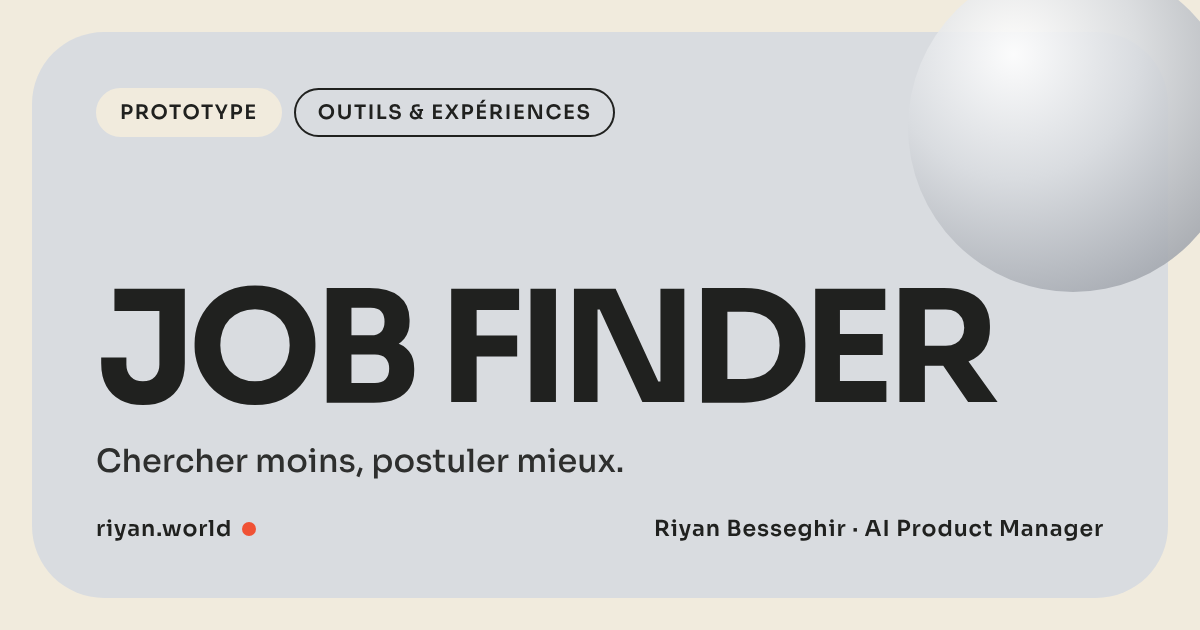 PROTOTYPE
OUTILS & EXPÉRIENCES
JOB FINDER
Chercher moins, postuler mieux.
riyan.world
Riyan Besseghir · AI Product Manager